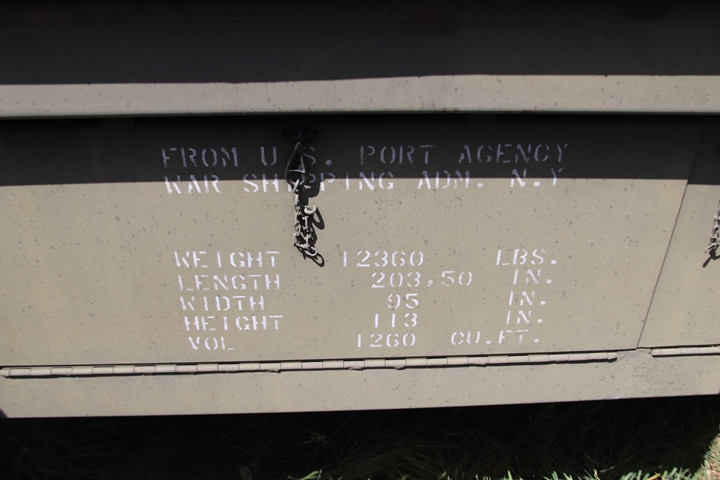 FROM U.S. PORT AGENCY
WAR SHIPPING ADM. N.Y
WEIGHT 12360 LBS.
LENGTH 203,50 IN.
WIDTH 95 IN.
HEIGHT 113 IN.
VOL 1260 CU.FT.